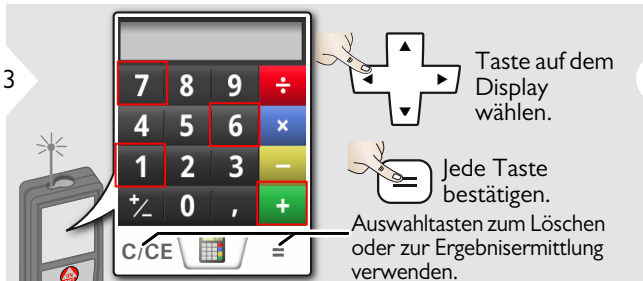 3
7 8 9 ÷
4 5 6 ×
1 2 3 −
+/− 0 , +
C/CE =
Taste auf dem
Display
wählen.
=
Jede Taste
bestätigen.
Auswahltasten zum Löschen
oder zur Ergebnisermittlung
verwenden.